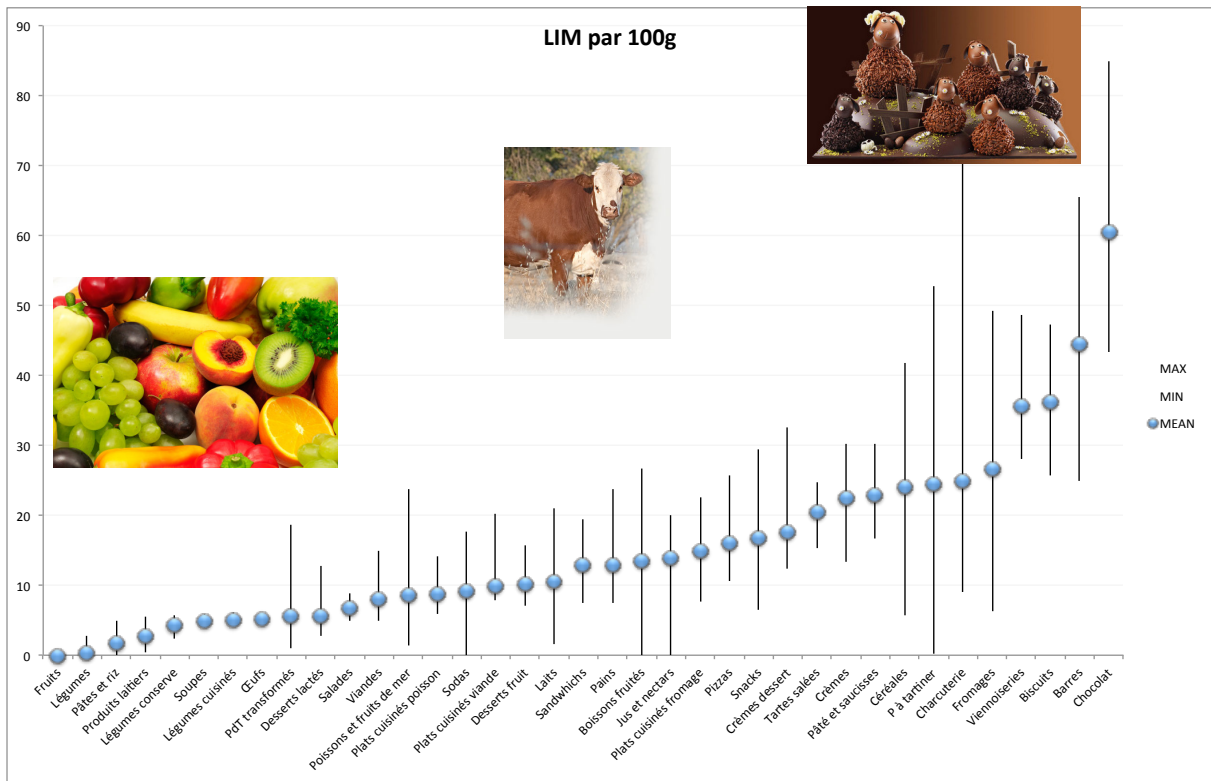 LIM par 100g
90
80
70
60
50
40
30
20
10
0
Fruits
Légumes
Pâtes et riz
Produits laitiers
Légumes conserve
Soupes
Légumes cuisinés
Œufs
PdT transformés
Desserts lactés
Salades
Viandes
Poissons et fruits de mer
Plats cuisinés poisson
Sodas
Plats cuisinés viande
Desserts fruit
Laits
Sandwhichs
Pains
Boissons fruités
Jus et nectars
Plats cuisinés fromage
Pizzas
Snacks
Crèmes dessert
Tartes salées
Crèmes
Pâté et saucisses
Céréales
P à tartiner
Charcuterie
Fromages
Viennoiseries
Biscuits
Barres
Chocolat
MAX
MIN
MEAN